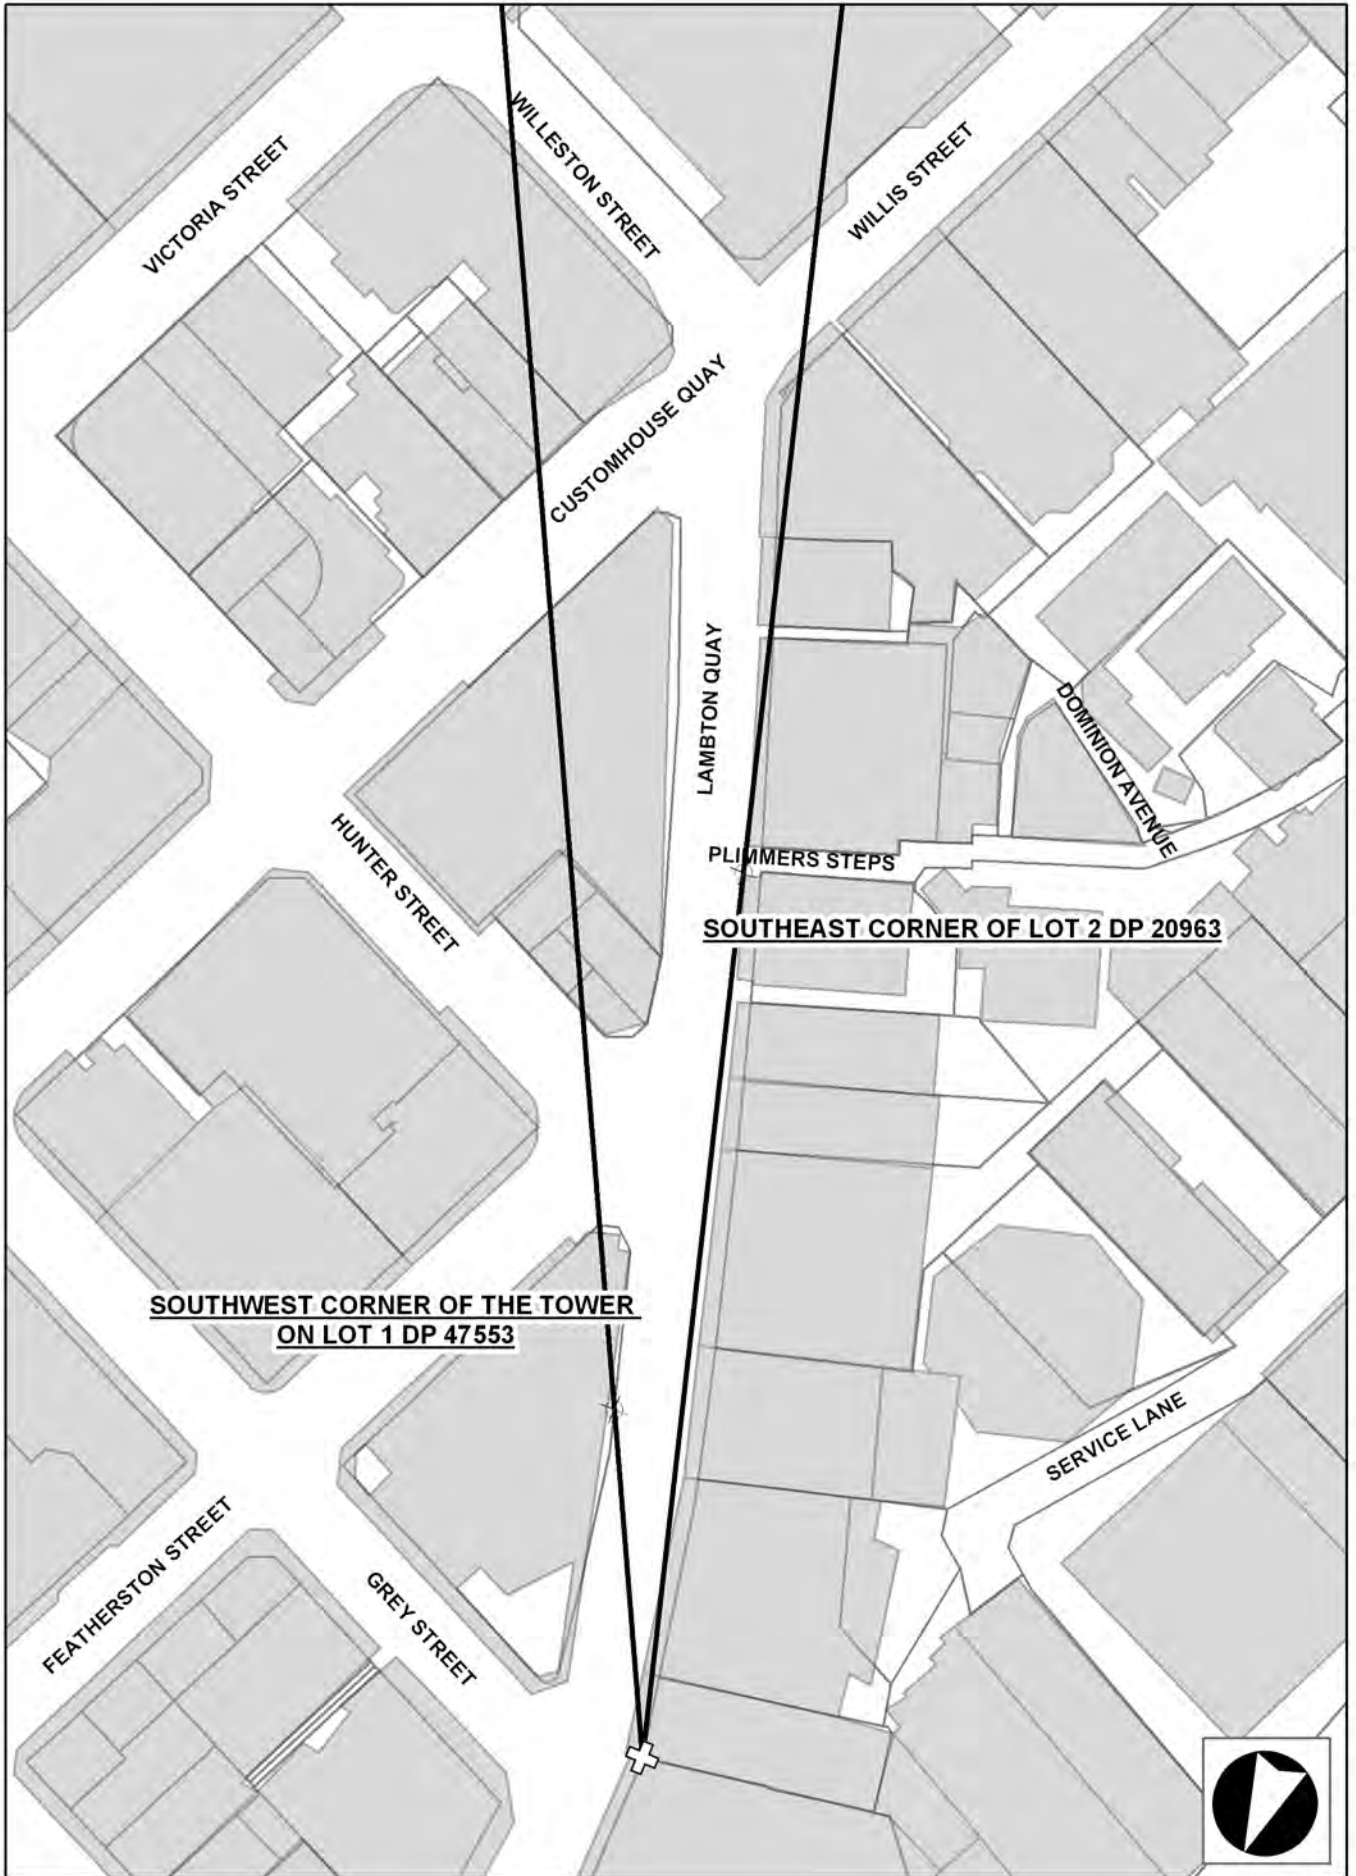 WILLESTON STREET
VICTORIA STREET
WILLIS STREET
CUSTOMHOUSE QUAY
LAMBTON QUAY
DOMINION AVENUE
HUNTER STREET
PLIMMERS STEPS
SOUTHEAST CORNER OF LOT 2 DP 20963
SOUTHWEST CORNER OF THE TOWER
ON LOT 1 DP 47553
SERVICE LANE
FEATHERSTON STREET
GREY STREET